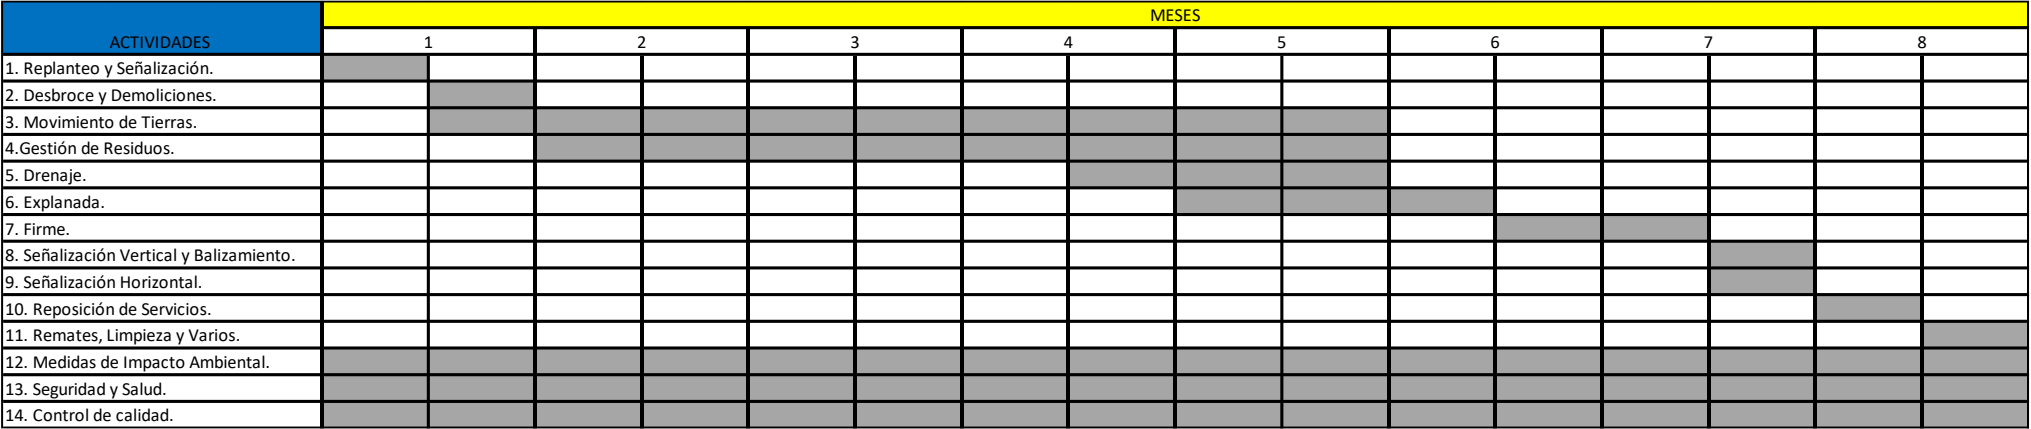 MESES
ACTIVIDADES 1 2 3 4 5 6 7 8
1. Replanteo y Señalización.
2. Desbroce y Demoliciones.
3. Movimiento de Tierras.
4.Gestión de Residuos.
5. Drenaje.
6. Explanada.
7. Firme.
8. Señalización Vertical y Balizamiento.
9. Señalización Horizontal.
10. Reposición de Servicios.
11. Remates, Limpieza y Varios.
12. Medidas de Impacto Ambiental.
13. Seguridad y Salud.
14. Control de calidad.